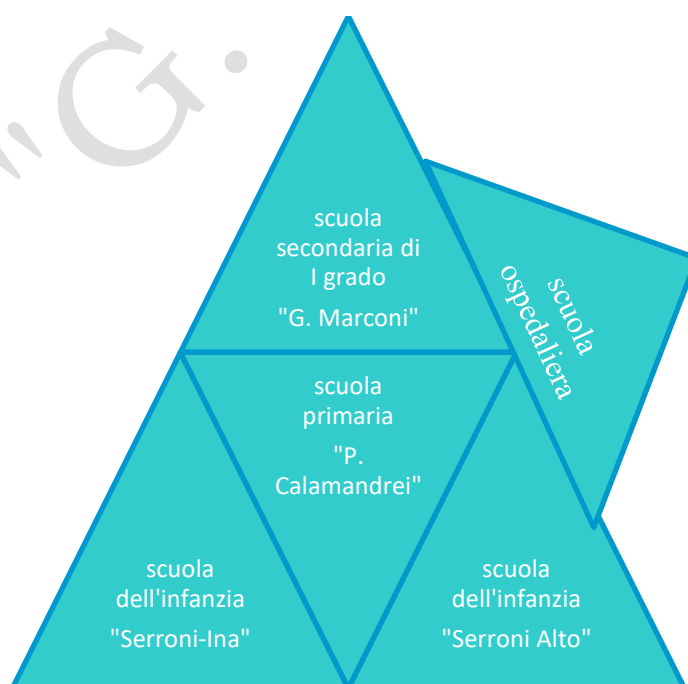 "G.
scuola
secondaria di
I grado
"G. Marconi"
scuola
ospedaliera
scuola
primaria
"P.
Calamandrei"
scuola
dell'infanzia
"Serroni-Ina"
scuola
dell'infanzia
"Serroni Alto"